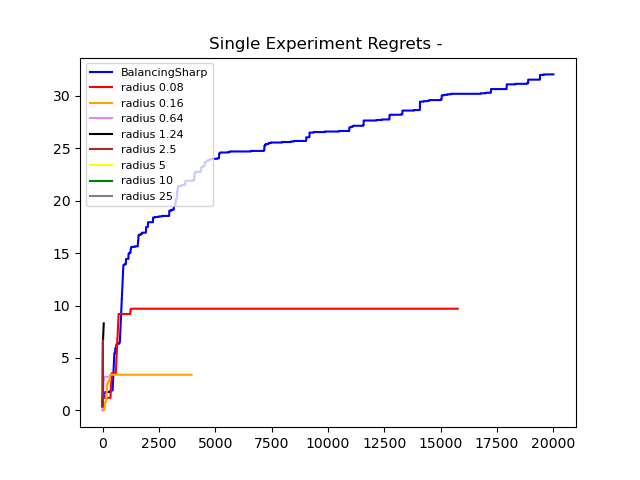 Single Experiment Regrets -
BalancingSharp
radius 0.08
radius 0.16
radius 0.64
radius 1.24
radius 2.5
radius 5
radius 10
radius 25
30
25
20
15
10
5
0
0 2500 5000 7500 10000 12500 15000 17500 20000